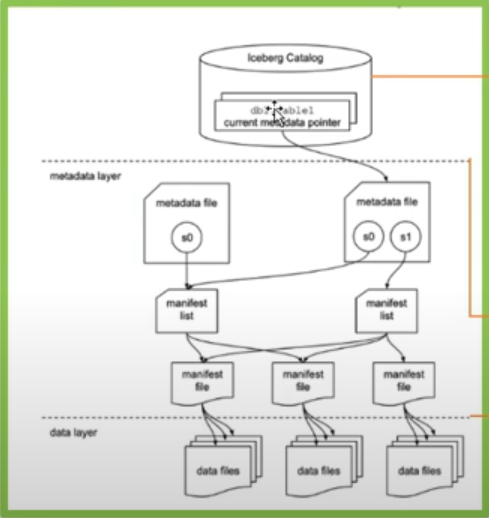 Iceberg Catalog
current metadata pointer
metadata layer
metadata file
metadata file
s0
s0
s1
manifest
list
manifest
list
manifest
file
manifest
file
manifest
file
data layer
data files
data files
data files